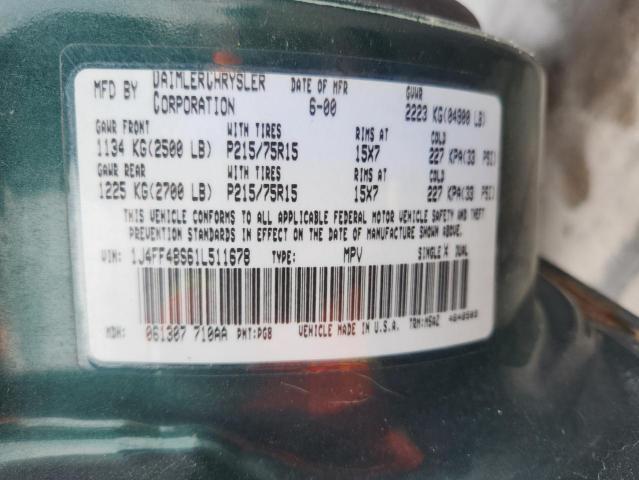 MFD BY DAIMLERCHRYSLER CORPORATION DATE OF MFR 6-00 GVWR 2223 KG(04900 LB)
GAWR FRONT WITH TIRES RIMS AT COLD
1134 KG(2500 LB) P215/75R15 15X7 227 KPA(33 PSI)
GAWR REAR WITH TIRES RIMS AT COLD
1225 KG(2700 LB) P215/75R15 15X7 227 KPA(33 PSI)
THIS VEHICLE CONFORMS TO ALL APPLICABLE FEDERAL MOTOR VEHICLE SAFETY AND THEFT
PREVENTION STANDARDS IN EFFECT ON THE DATE OF MANUFACTURE SHOWN ABOVE.
VIN: 1J4FF48S61L511678 TYPE: MPV SINGLE X DUAL
MDH: 061307 710AA PNT:PG8 VEHICLE MADE IN U.S.A. TRM:M5AZ